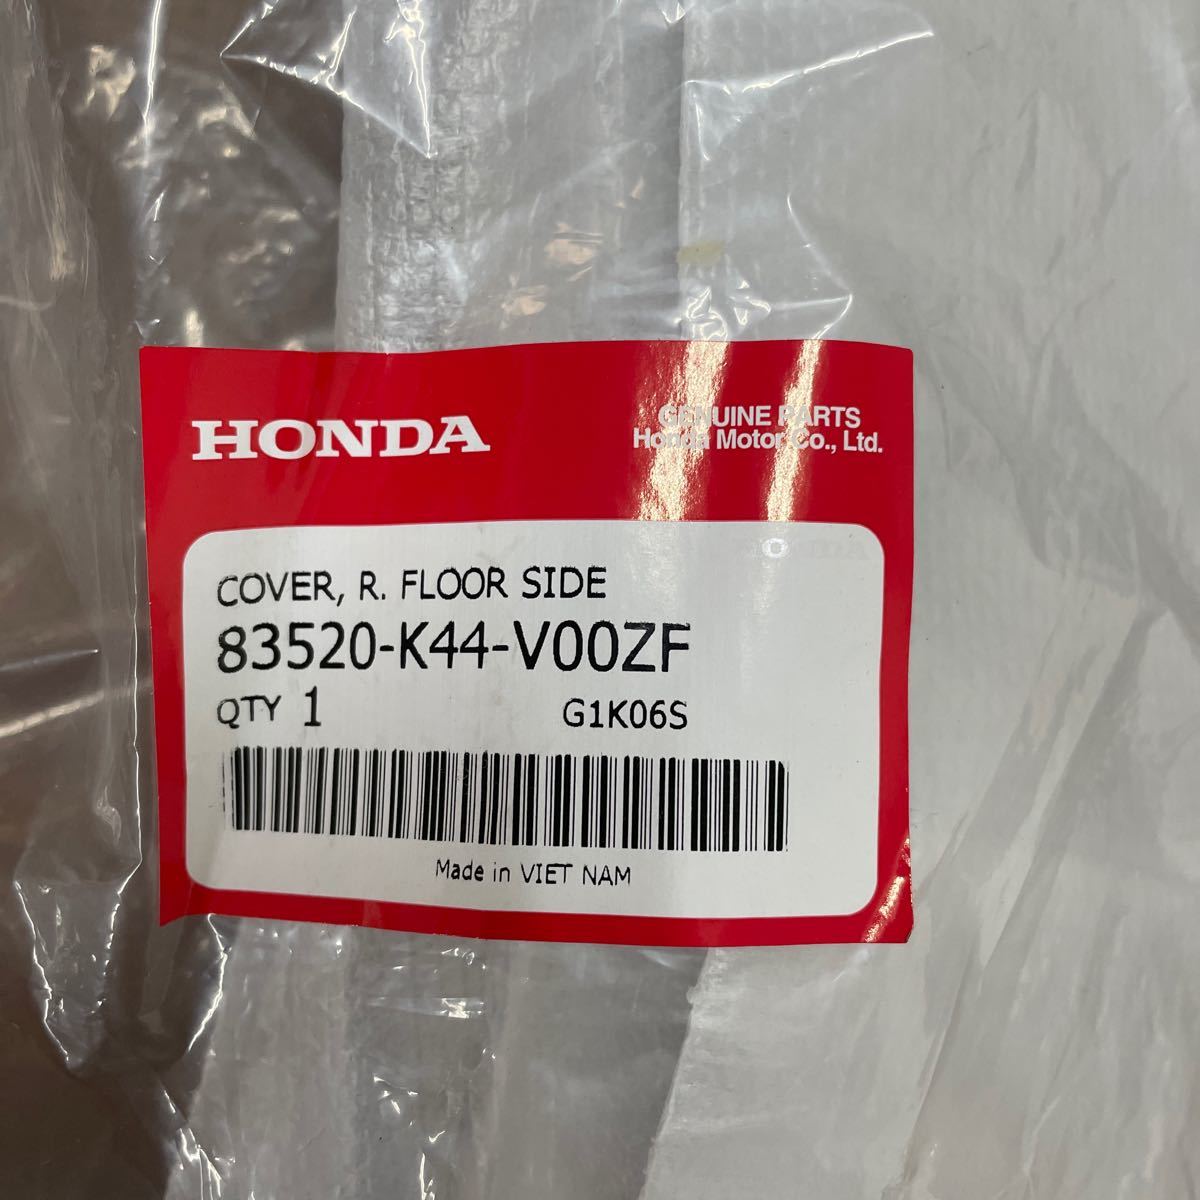 HONDA
GENUINE PARTS
Honda Motor Co., Ltd.
COVER, R. FLOOR SIDE
83520-K44-V00ZF
QTY 1
G1K06S
Made in VIET NAM